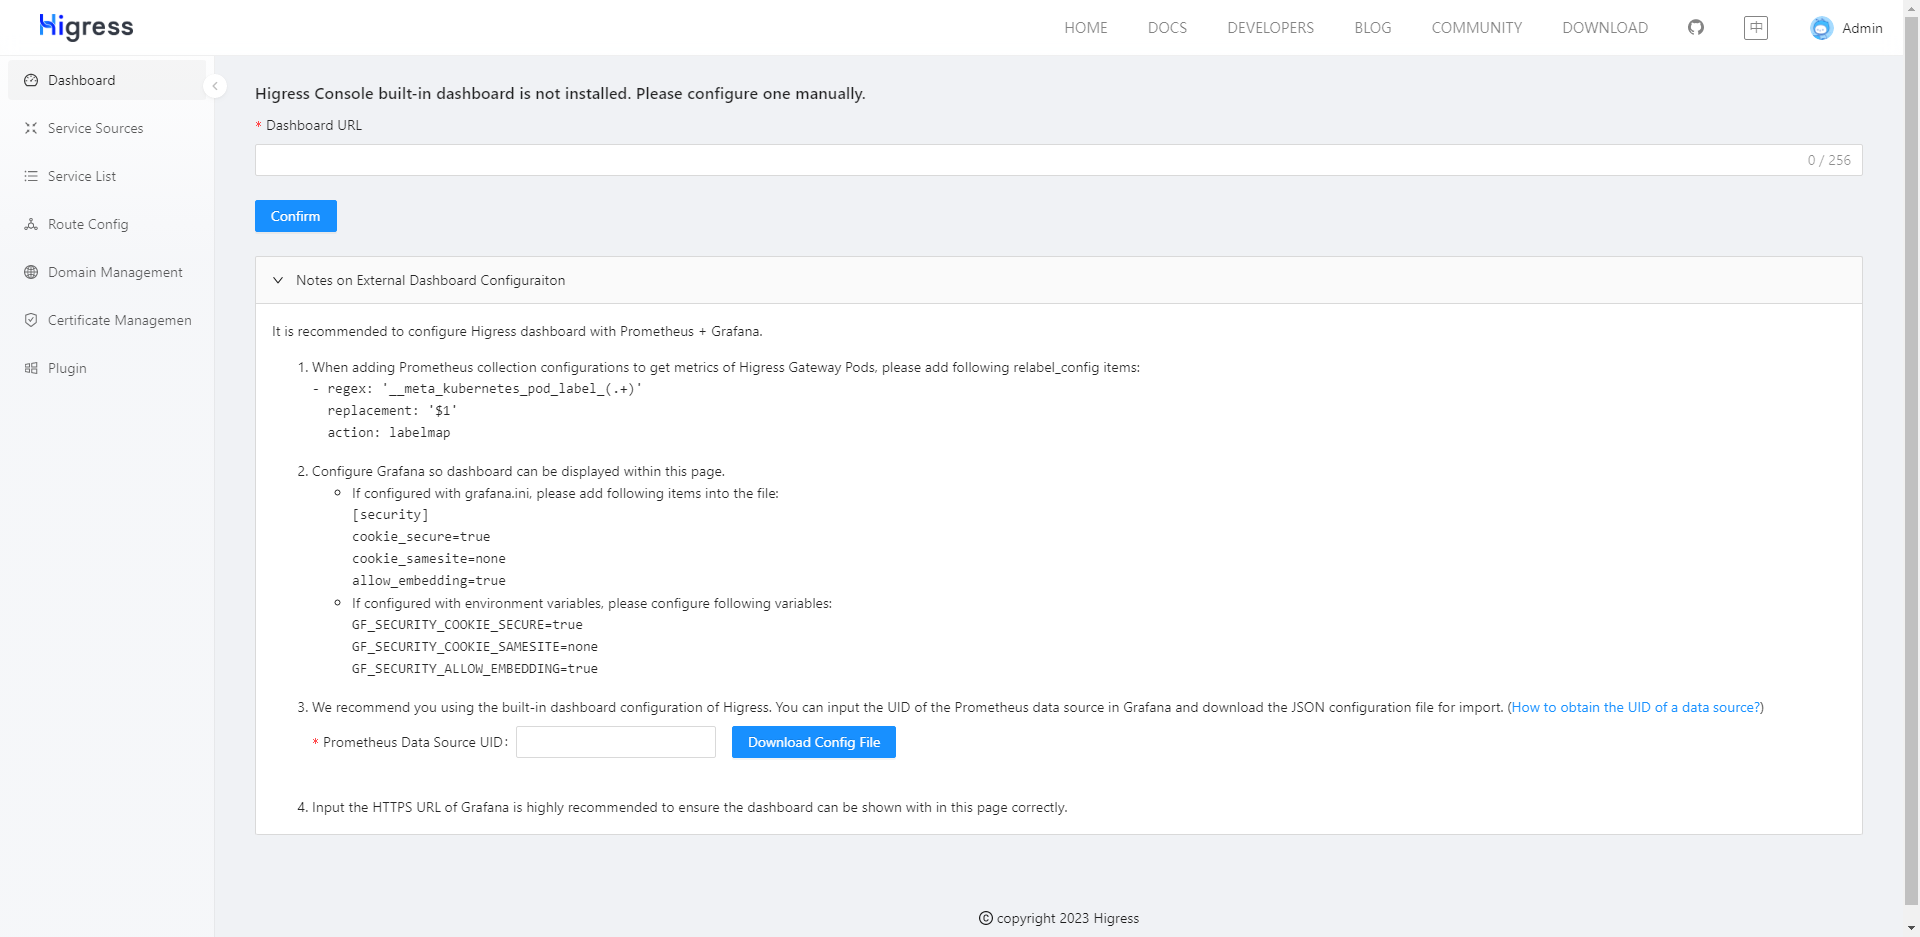 Higress
HOME
DOCS
DEVELOPERS
BLOG
COMMUNITY
DOWNLOAD
中
Admin
Dashboard
Service Sources
Service List
Route Config
Domain Management
Certificate Managemen
Plugin
Higress Console built-in dashboard is not installed. Please configure one manually.
* Dashboard URL
0 / 256
Confirm
Notes on External Dashboard Configuraiton
It is recommended to configure Higress dashboard with Prometheus + Grafana.
1. When adding Prometheus collection configurations to get metrics of Higress Gateway Pods, please add following relabel_config items:
- regex: '__meta_kubernetes_pod_label_(.+)'
replacement: '$1'
action: labelmap
2. Configure Grafana so dashboard can be displayed within this page.
If configured with grafana.ini, please add following items into the file:
[security]
cookie_secure=true
cookie_samesite=none
allow_embedding=true
If configured with environment variables, please configure following variables:
GF_SECURITY_COOKIE_SECURE=true
GF_SECURITY_COOKIE_SAMESITE=none
GF_SECURITY_ALLOW_EMBEDDING=true
3. We recommend you using the built-in dashboard configuration of Higress. You can input the UID of the Prometheus data source in Grafana and download the JSON configuration file for import. (How to obtain the UID of a data source?)
* Prometheus Data Source UID:
Download Config File
4. Input the HTTPS URL of Grafana is highly recommended to ensure the dashboard can be shown with in this page correctly.
© copyright 2023 Higress